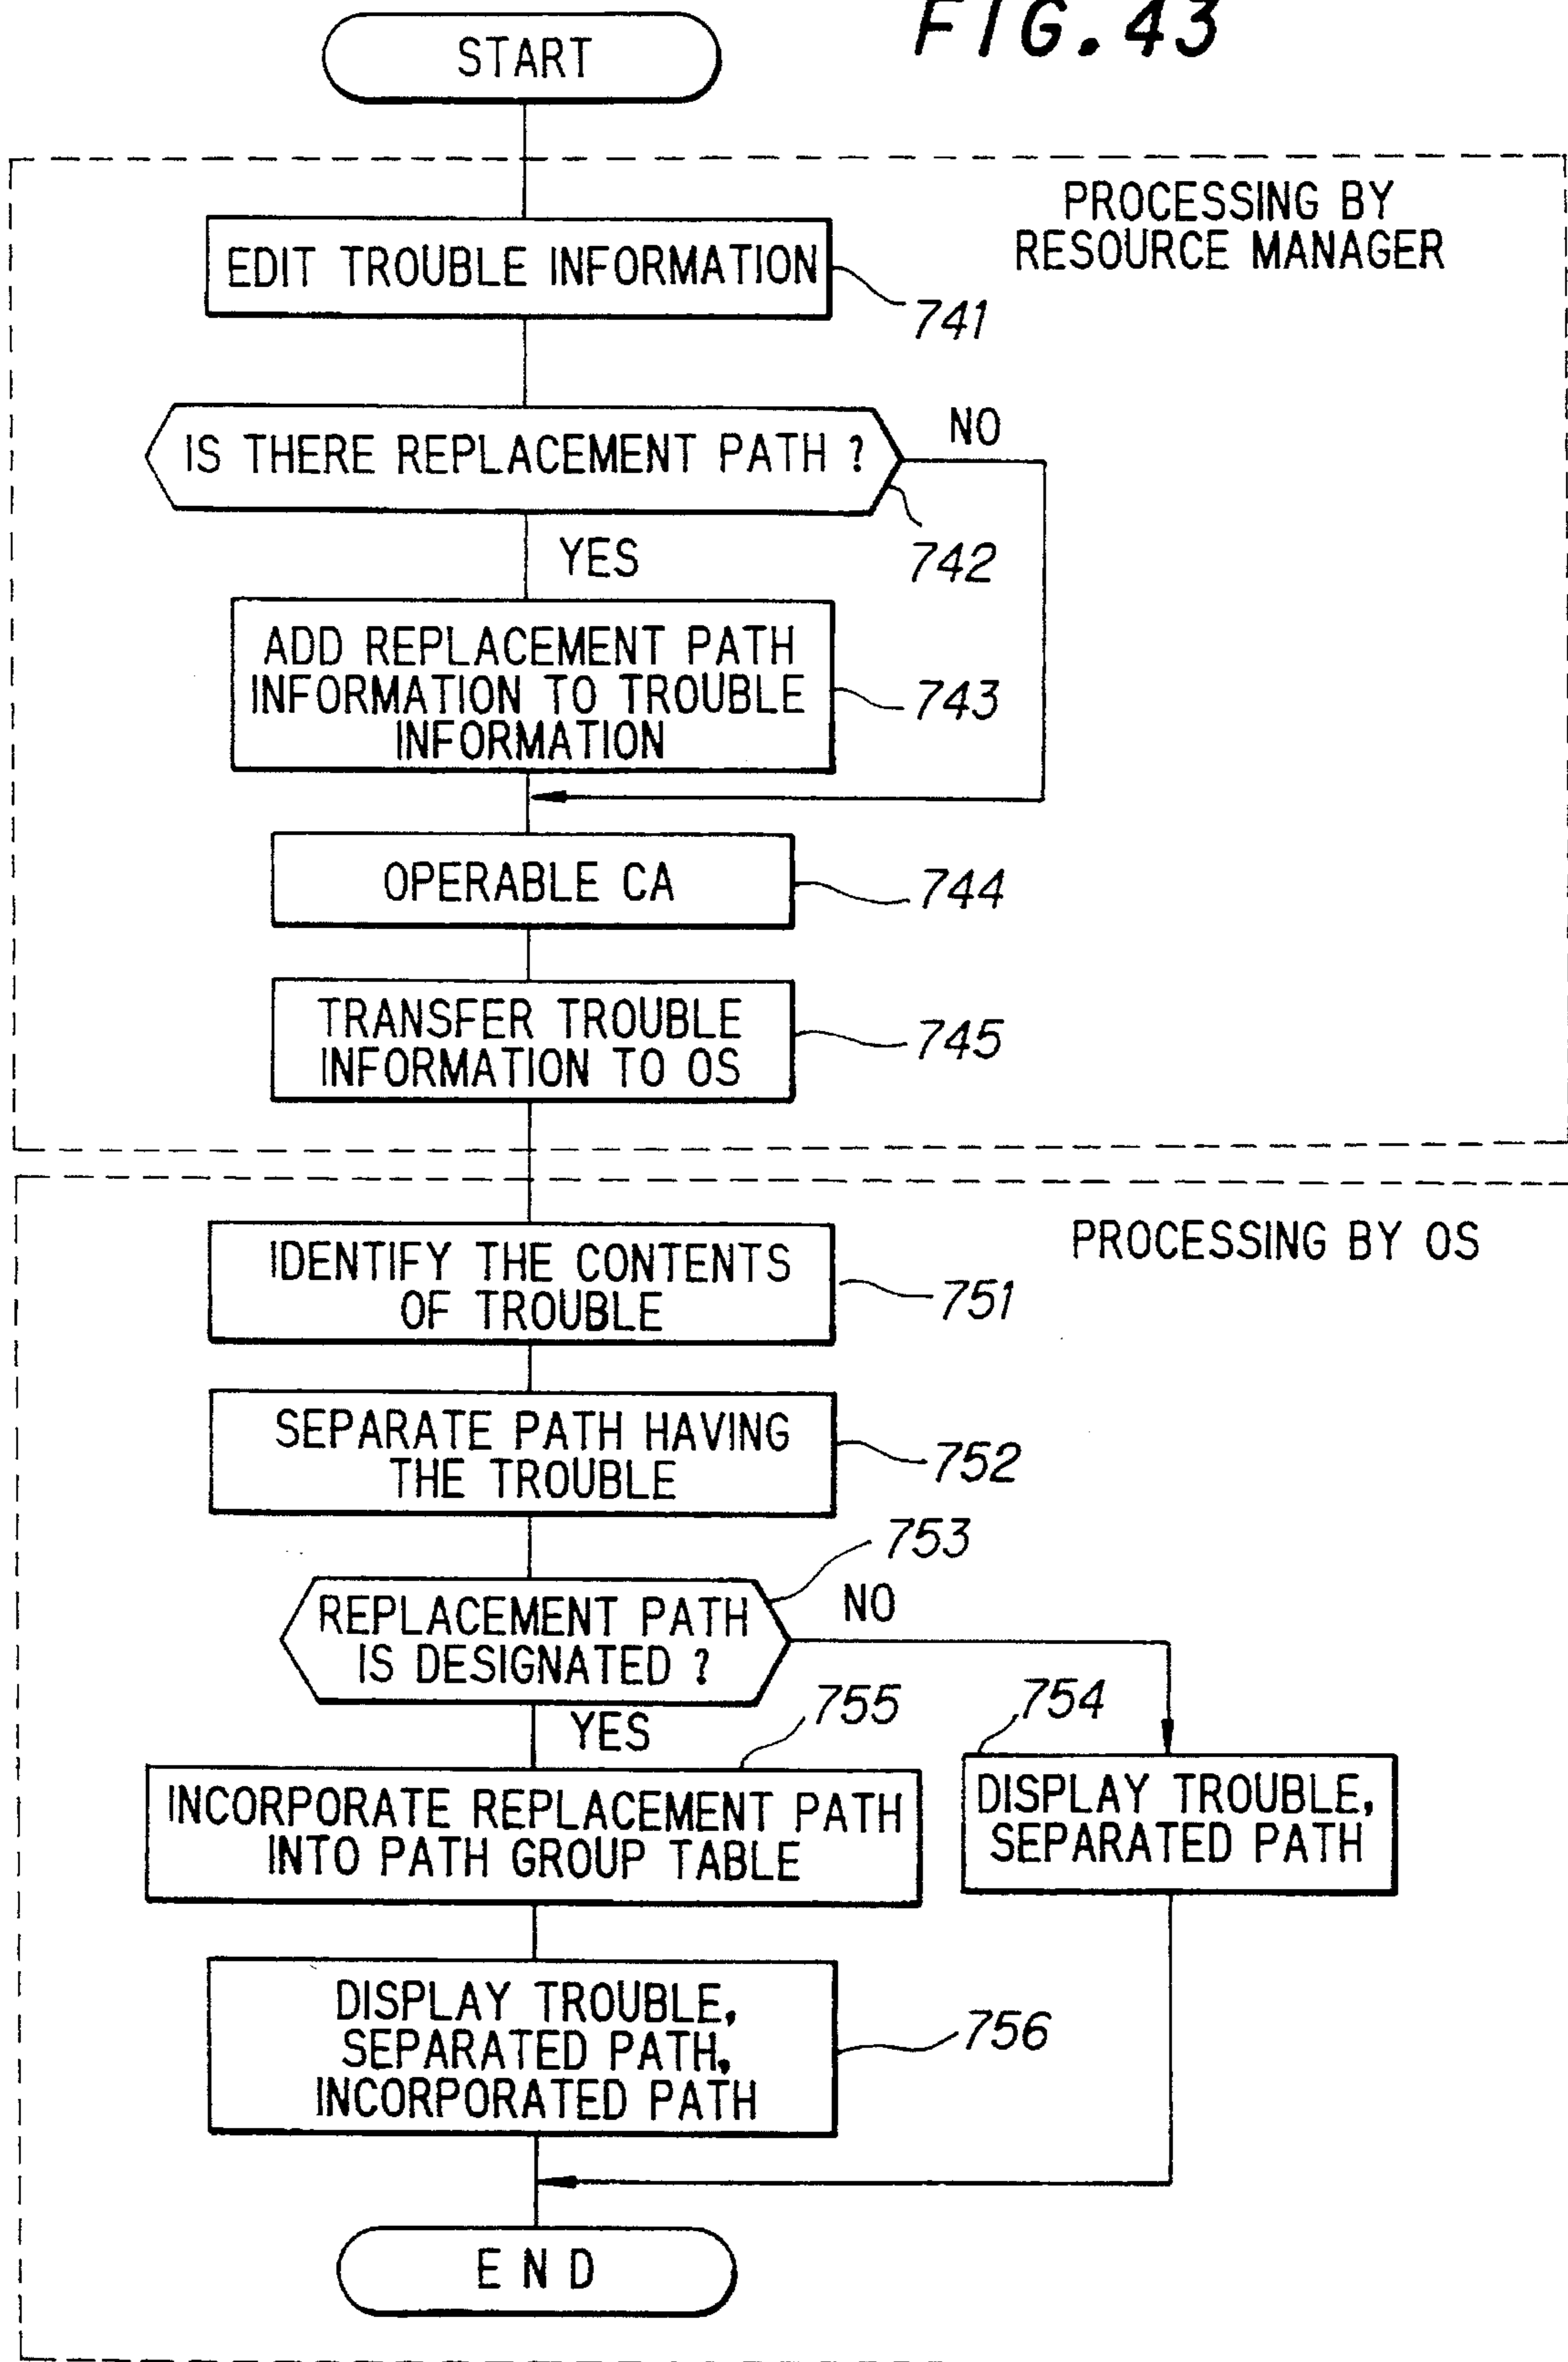 FIG. 43
START
PROCESSING BY
RESOURCE MANAGER
EDIT TROUBLE INFORMATION
741
IS THERE REPLACEMENT PATH ?
NO
742
YES
ADD REPLACEMENT PATH
INFORMATION TO TROUBLE
INFORMATION
743
OPERABLE CA
744
TRANSFER TROUBLE
INFORMATION TO OS
745
PROCESSING BY OS
IDENTIFY THE CONTENTS
OF TROUBLE
751
SEPARATE PATH HAVING
THE TROUBLE
752
753
REPLACEMENT PATH
IS DESIGNATED ?
NO
YES
755
754
INCORPORATE REPLACEMENT PATH
INTO PATH GROUP TABLE
DISPLAY TROUBLE,
SEPARATED PATH
DISPLAY TROUBLE,
SEPARATED PATH,
INCORPORATED PATH
756
END